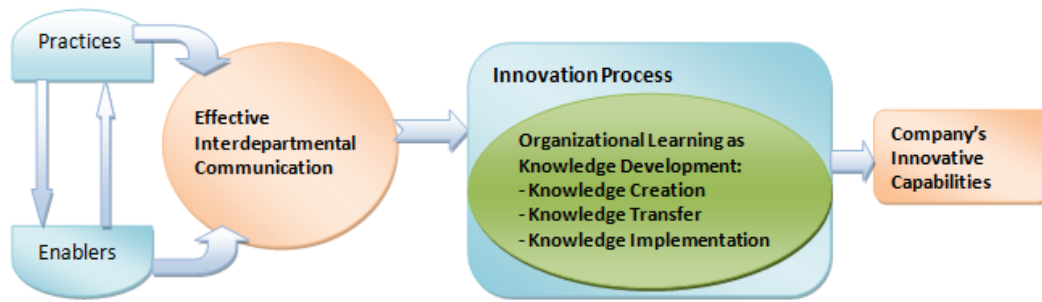 Practices
Enablers
Effective
Interdepartmental
Communication
Innovation Process
Organizational Learning as
Knowledge Development:
- Knowledge Creation
- Knowledge Transfer
- Knowledge Implementation
Company's
Innovative
Capabilities